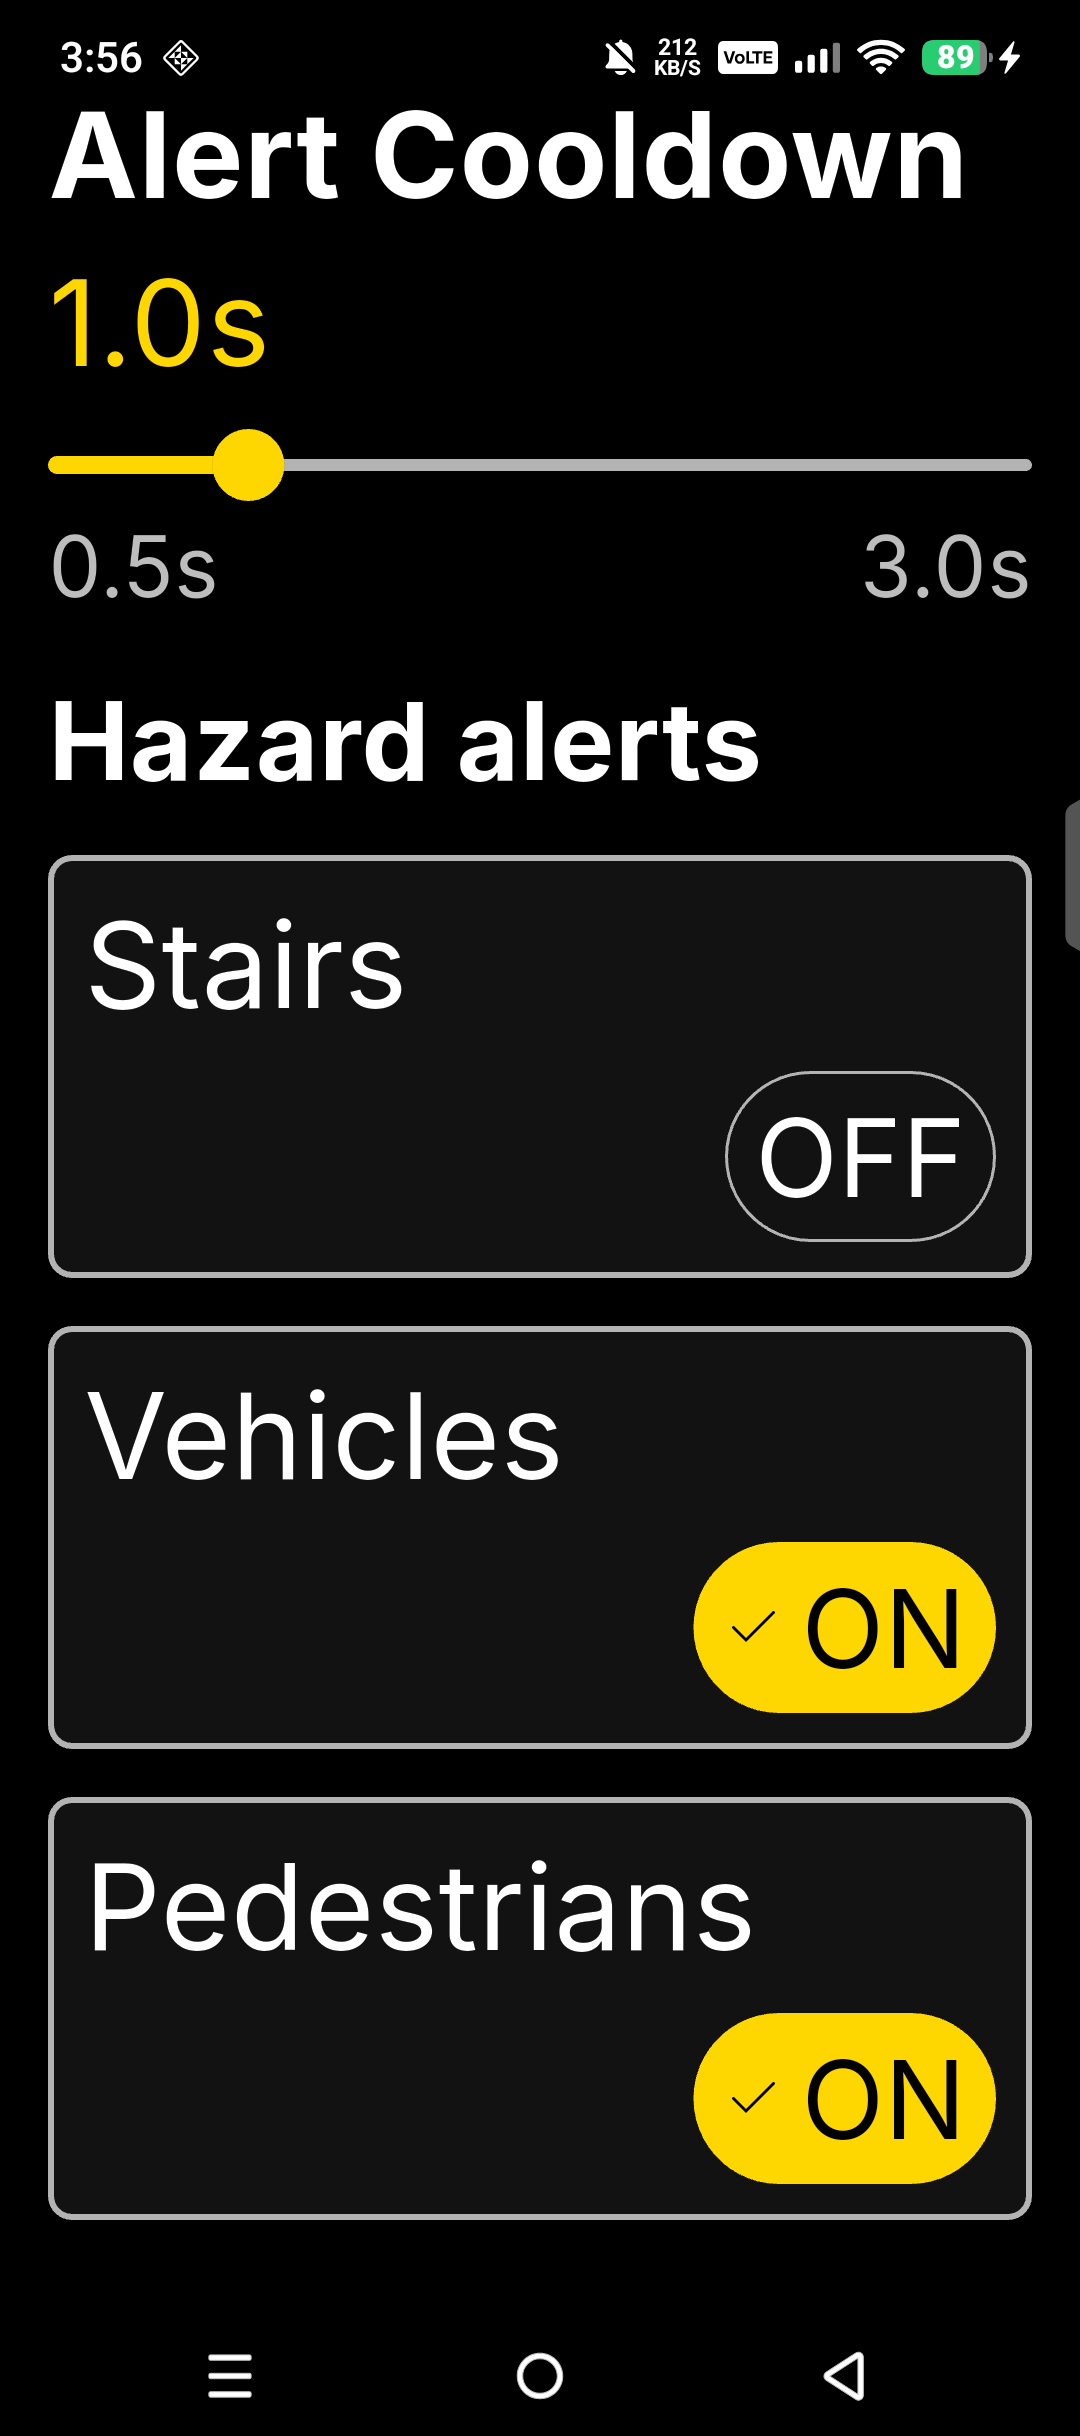 3:56
212
KB/S
VoLTE
89
Alert Cooldown
1.0s
0.5s 3.0s
Hazard alerts
Stairs
OFF
Vehicles
ON
Pedestrians
ON